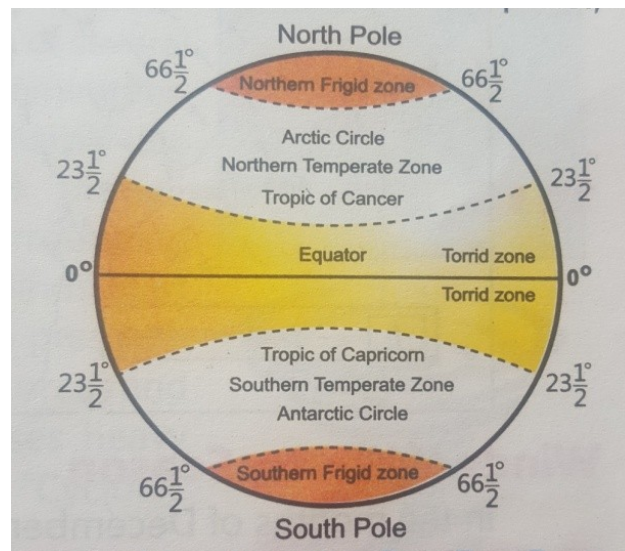 North Pole
66½° 66½°
Northern Frigid zone
Arctic Circle
Northern Temperate Zone
23½° 23½°
Tropic of Cancer
Equator Torrid zone
0° 0°
Torrid zone
Tropic of Capricorn
23½° 23½°
Southern Temperate Zone
Antarctic Circle
Southern Frigid zone
66½° 66½°
South Pole